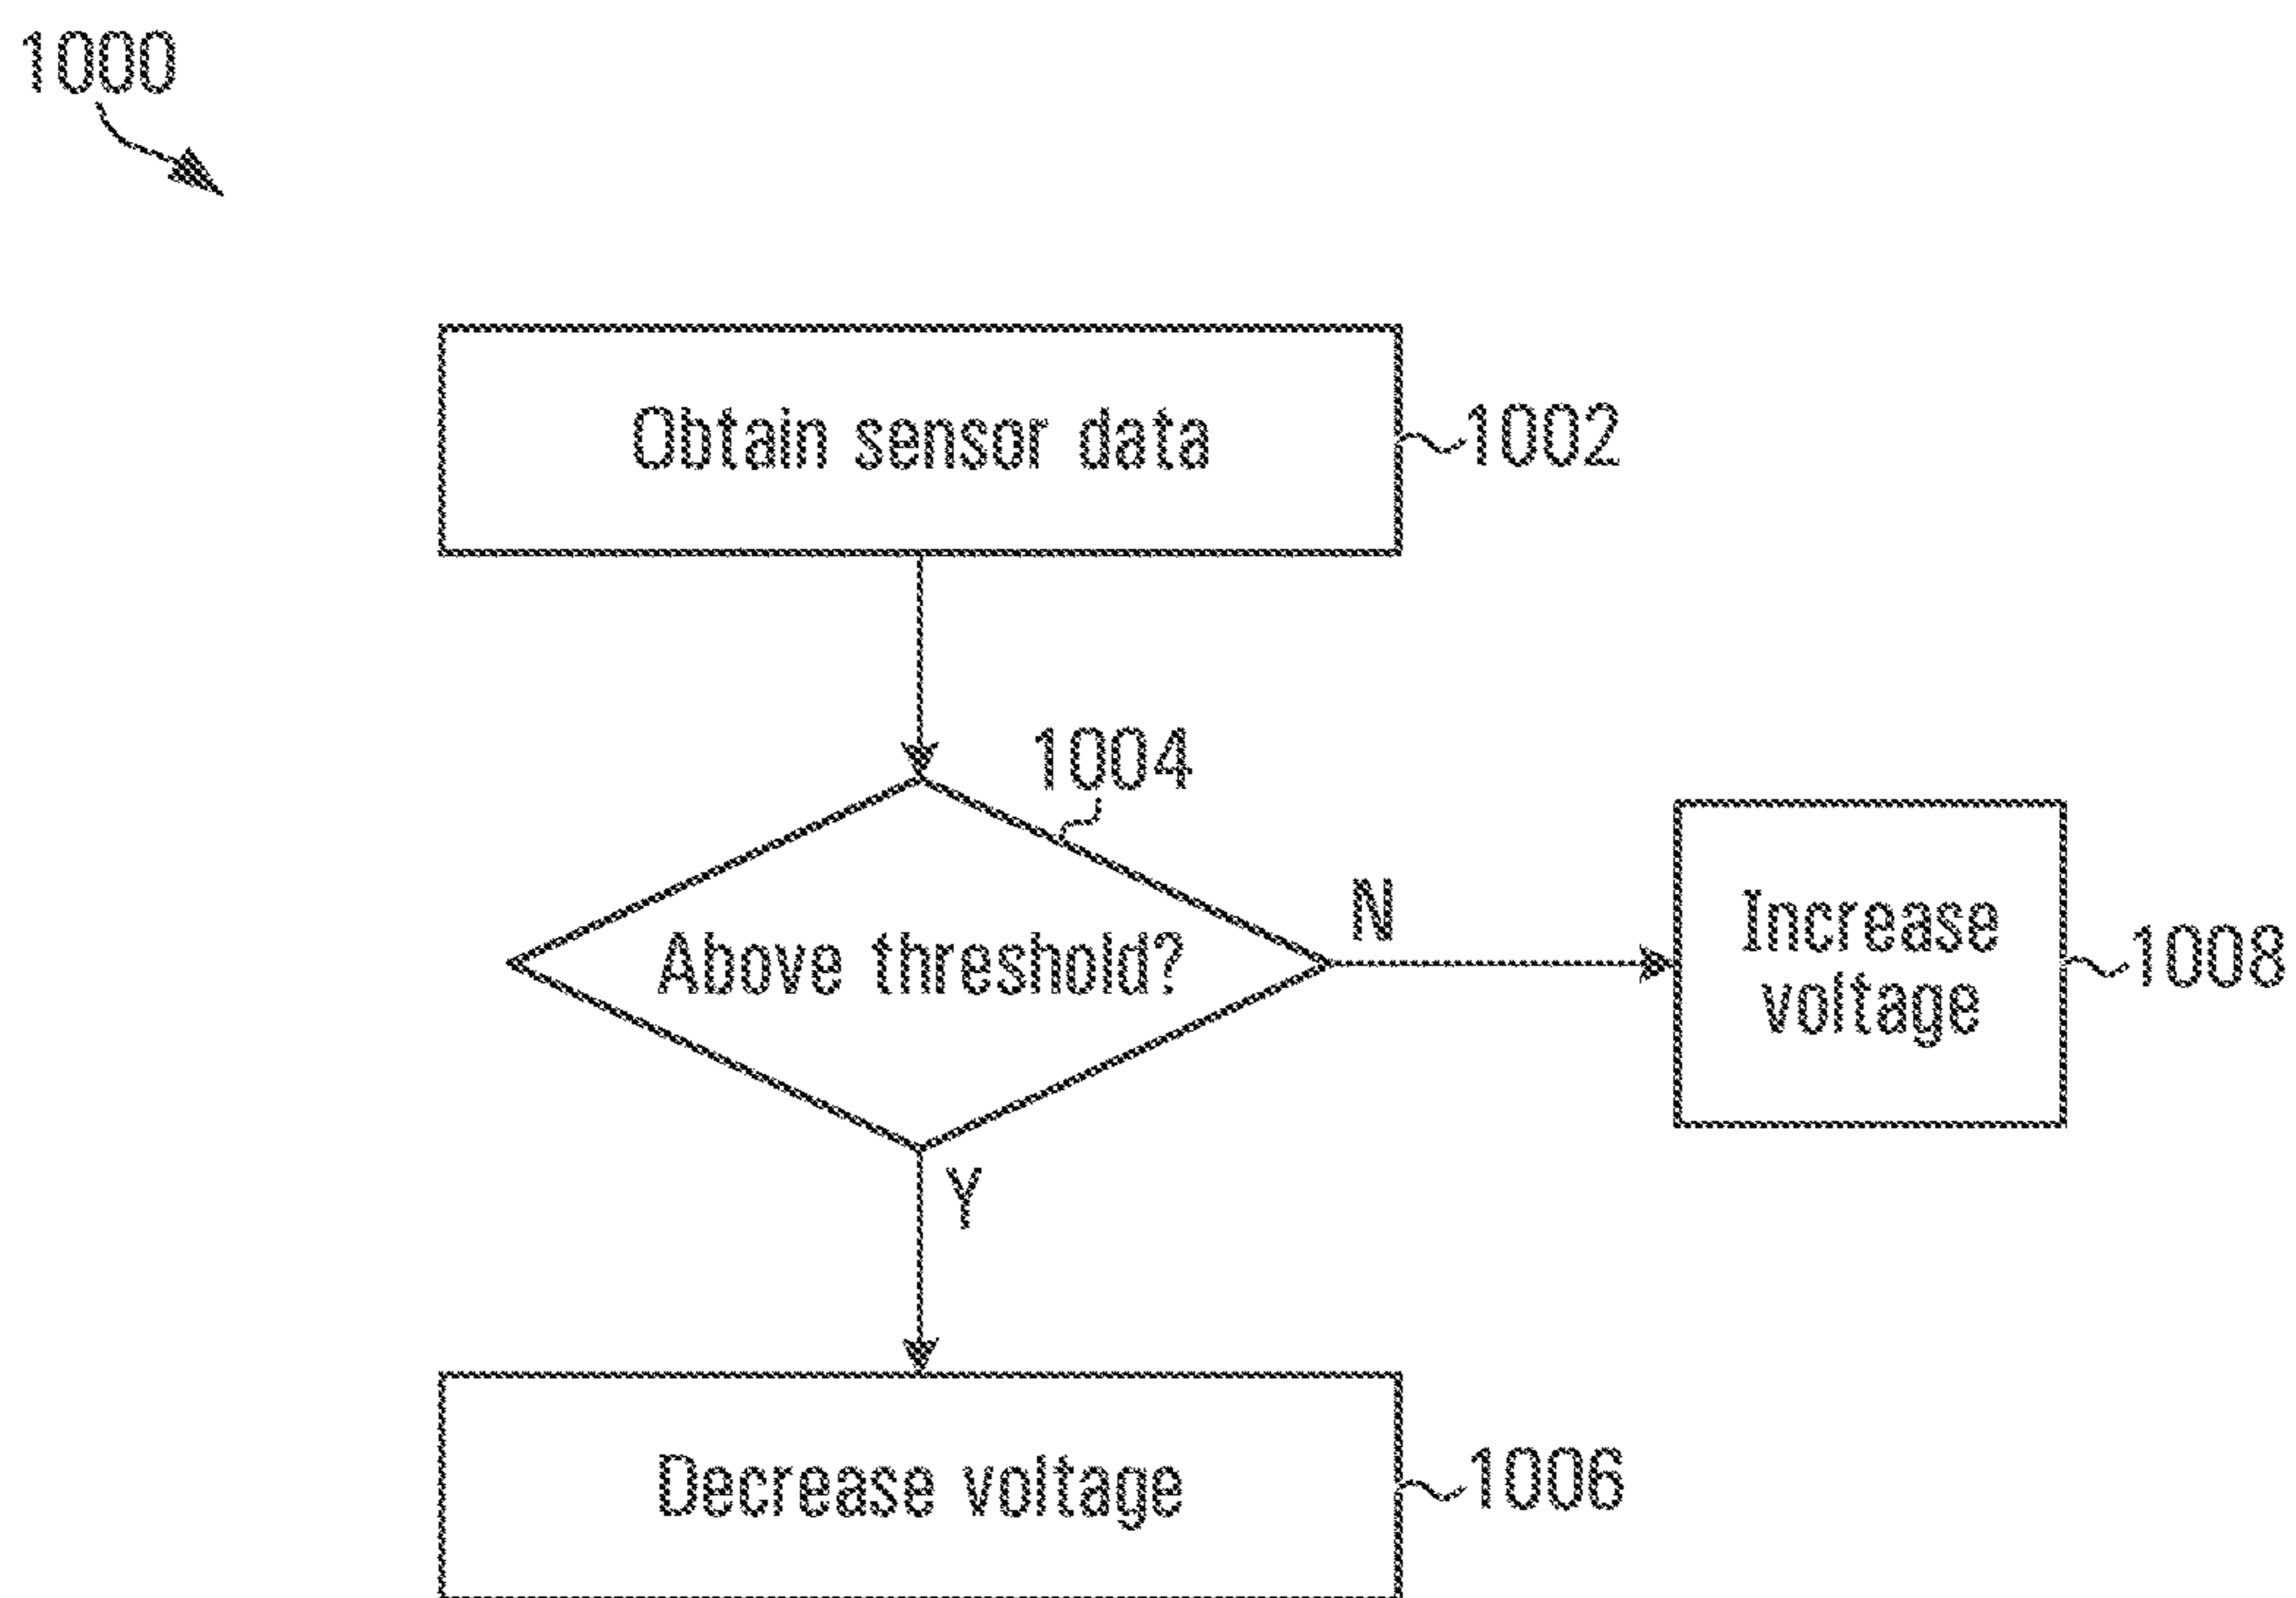 1000
Obtain sensor data
1002
1004
Above threshold?
N
Increase
voltage
1008
Y
Decrease voltage
1006